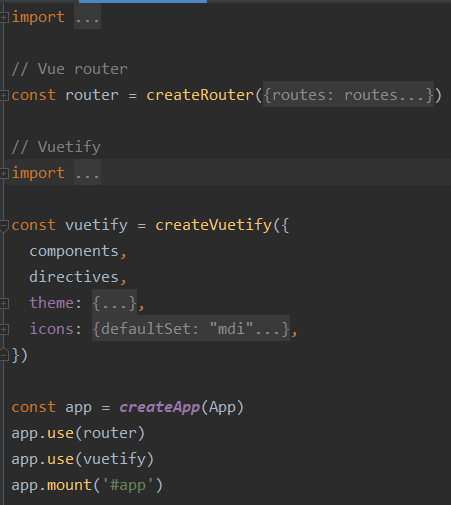 import ...
// Vue router
const router = createRouter({routes: routes...})
// Vuetify
import ...
const vuetify = createVuetify({
  components,
  directives,
  theme: {...},
  icons: {defaultSet: "mdi"...},
})
const app = createApp(App)
app.use(router)
app.use(vuetify)
app.mount('#app')